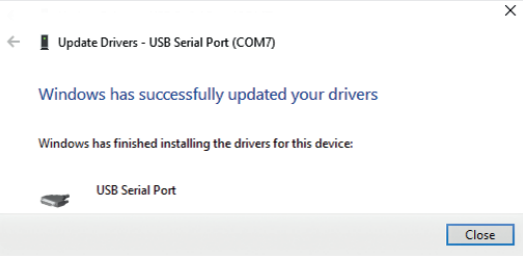 Update Drivers - USB Serial Port (COM7)
Windows has successfully updated your drivers
Windows has finished installing the drivers for this device:
USB Serial Port
Close